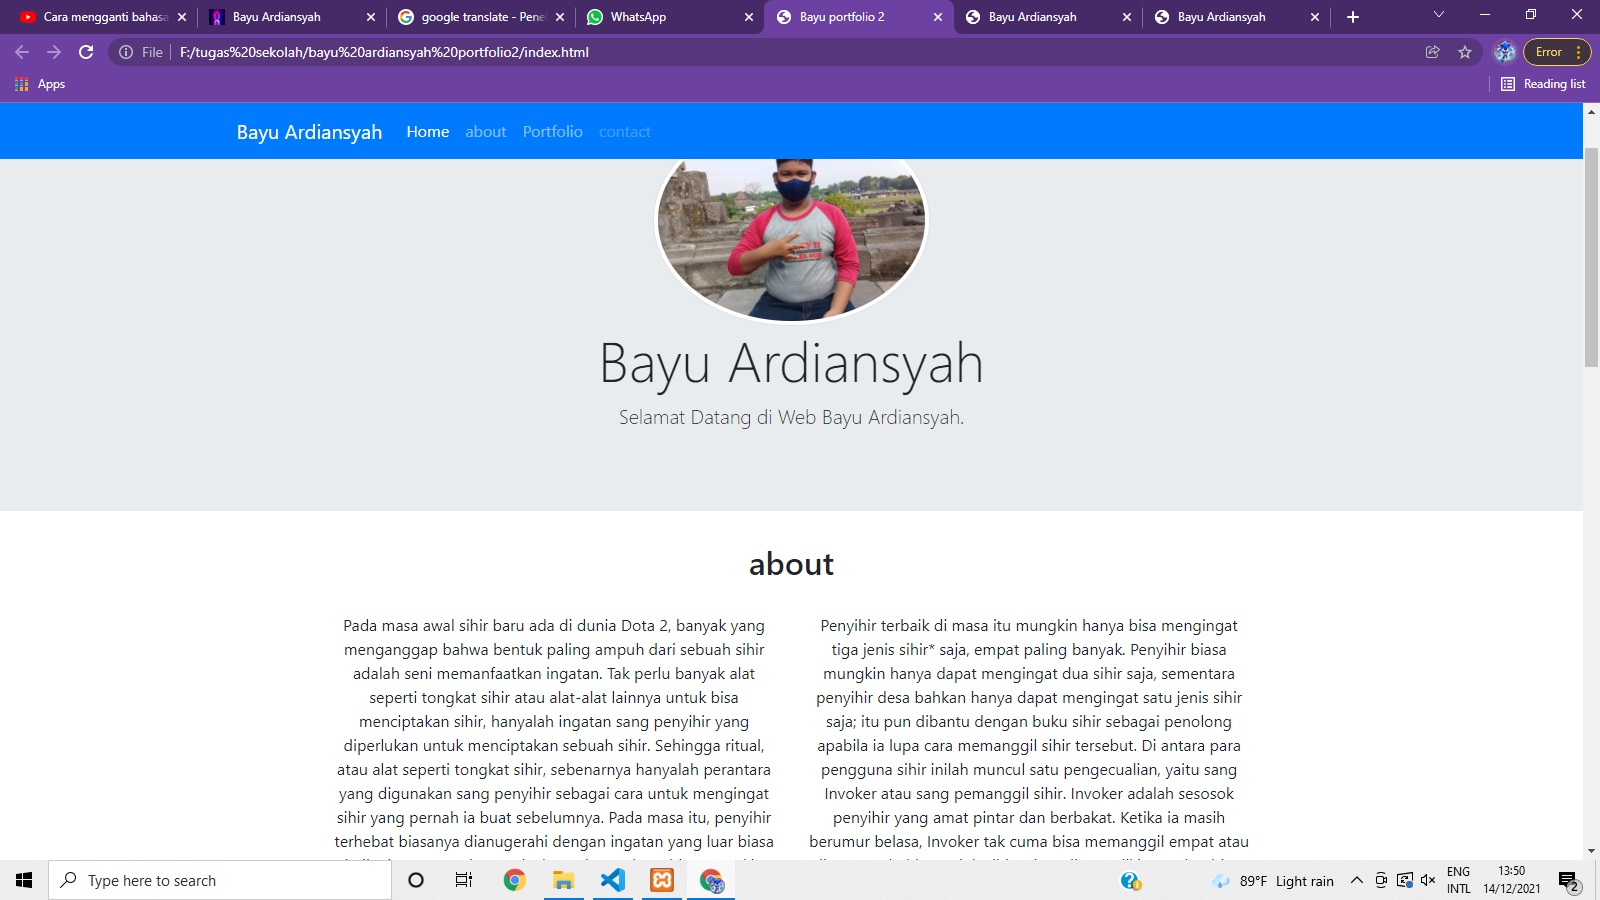 Cara mengganti bahasa
Bayu Ardiansyah
google translate - Pene
WhatsApp
Bayu portfolio 2
Bayu Ardiansyah
Bayu Ardiansyah
File
F:/tugas%20sekolah/bayu%20ardiansyah%20portfolio2/index.html
Error
Apps
Reading list
Bayu Ardiansyah
Home
about
Portfolio
contact
Bayu Ardiansyah
Selamat Datang di Web Bayu Ardiansyah.
about
Pada masa awal sihir baru ada di dunia Dota 2, banyak yang
menganggap bahwa bentuk paling ampuh dari sebuah sihir
adalah seni memanfaatkan ingatan. Tak perlu banyak alat
seperti tongkat sihir atau alat-alat lainnya untuk bisa
menciptakan sihir, hanyalah ingatan sang penyihir yang
diperlukan untuk menciptakan sebuah sihir. Sehingga ritual,
atau alat seperti tongkat sihir, sebenarnya hanyalah perantara
yang digunakan sang penyihir sebagai cara untuk mengingat
sihir yang pernah ia buat sebelumnya. Pada masa itu, penyihir
terhebat biasanya dianugerahi dengan ingatan yang luar biasa
Penyihir terbaik di masa itu mungkin hanya bisa mengingat
tiga jenis sihir* saja, empat paling banyak. Penyihir biasa
mungkin hanya dapat mengingat dua sihir saja, sementara
penyihir desa bahkan hanya dapat mengingat satu jenis sihir
saja; itu pun dibantu dengan buku sihir sebagai penolong
apabila ia lupa cara memanggil sihir tersebut. Di antara para
pengguna sihir inilah muncul satu pengecualian, yaitu sang
Invoker atau sang pemanggil sihir. Invoker adalah sesosok
penyihir yang amat pintar dan berbakat. Ketika ia masih
berumur belasa, Invoker tak cuma bisa memanggil empat atau
Type here to search
89°F Light rain
ENG
INTL
13:50
14/12/2021
2